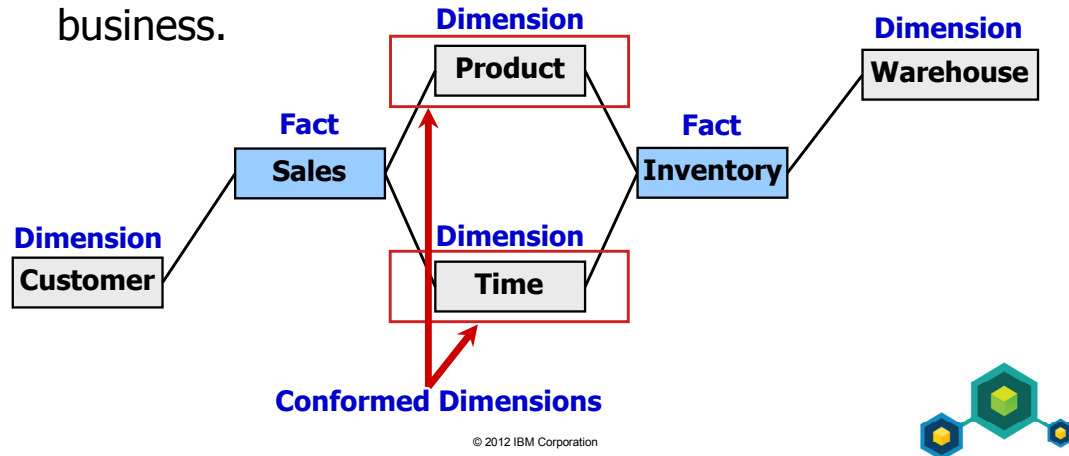 business.
Dimension
Product
Dimension
Warehouse
Fact
Sales
Fact
Inventory
Dimension
Customer
Dimension
Time
Conformed Dimensions
© 2012 IBM Corporation